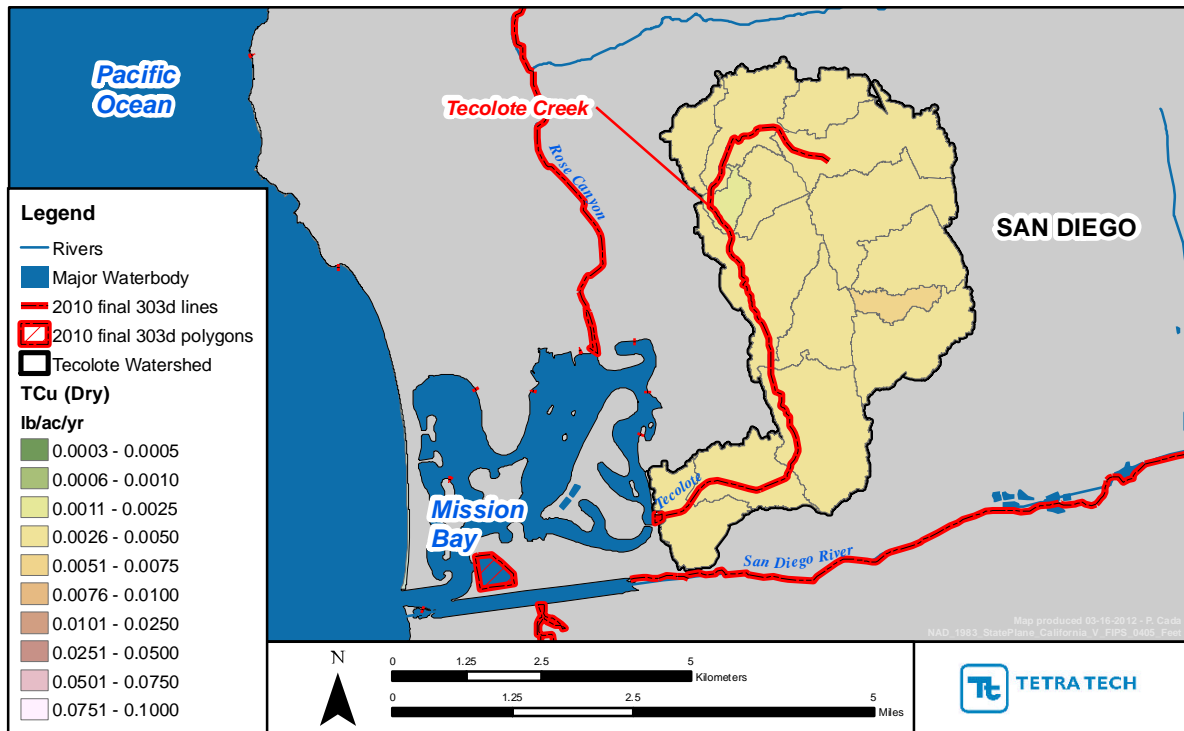 Pacific
Ocean
Tecolote Creek
Rose Canyon
SAN DIEGO
Legend
Rivers
Major Waterbody
2010 final 303d lines
2010 final 303d polygons
Tecolote Watershed
TCu (Dry)
lb/ac/yr
0.0003 - 0.0005
0.0006 - 0.0010
0.0011 - 0.0025
0.0026 - 0.0050
0.0051 - 0.0075
0.0076 - 0.0100
0.0101 - 0.0250
0.0251 - 0.0500
0.0501 - 0.0750
0.0751 - 0.1000
Tecolote
Mission
Bay
San Diego River
Map produced 03-16-2012 - P. Cada
NAD_1983_StatePlane_California_V_FIPS_0405_Feet
N
0 1.25 2.5 5
Kilometers
0 1.25 2.5 5
Miles
Tt
TETRA TECH